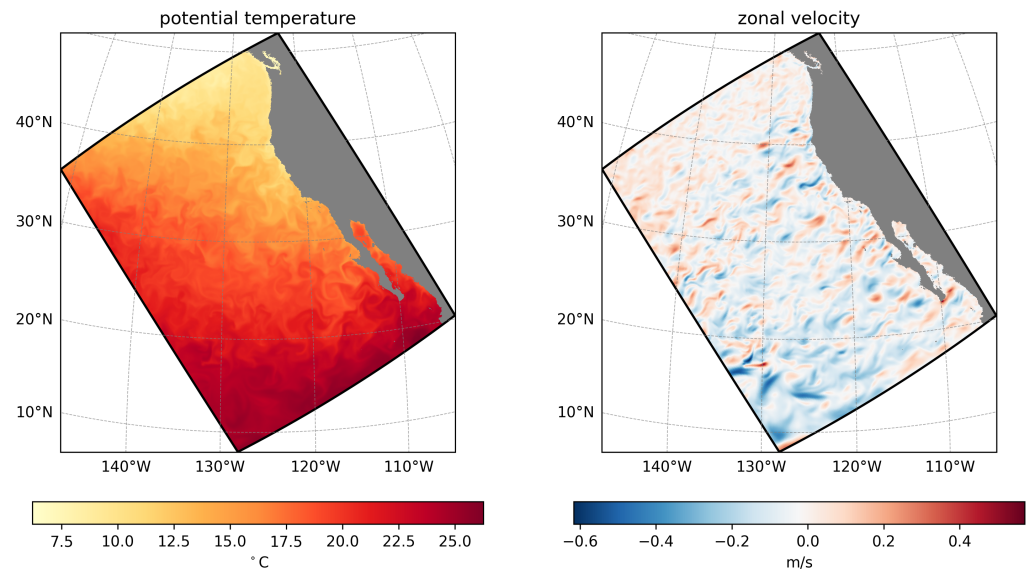 potential temperature
zonal velocity
40°N
30°N
20°N
10°N
140°W 130°W 120°W 110°W
40°N
30°N
20°N
10°N
140°W 130°W 120°W 110°W
7.5 10.0 12.5 15.0 17.5 20.0 22.5 25.0
°C
−0.6 −0.4 −0.2 0.0 0.2 0.4
m/s